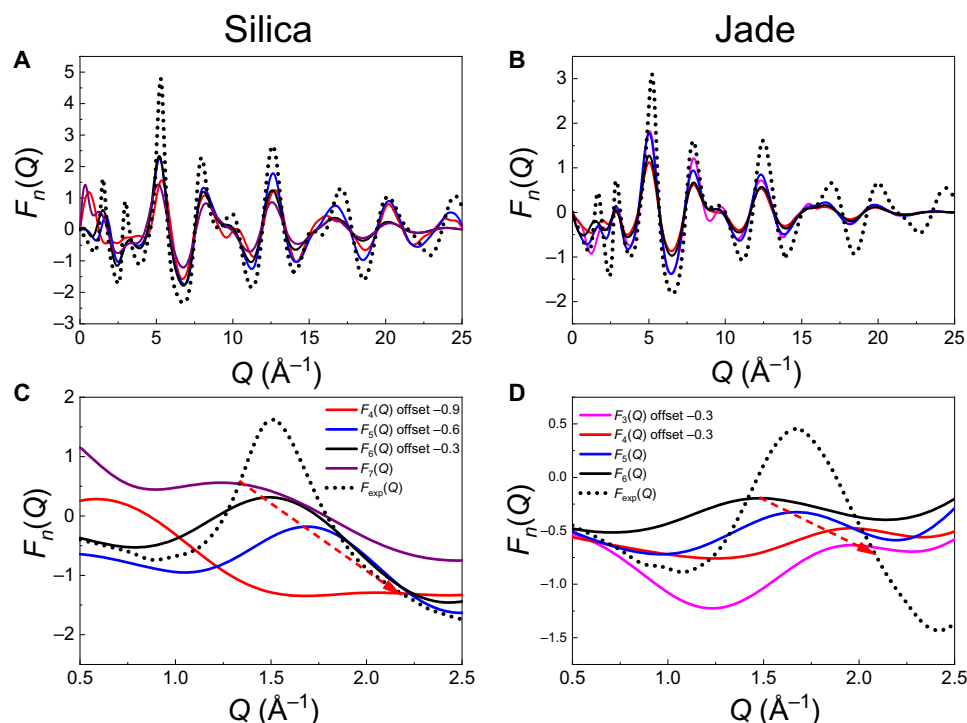 Silica
Jade
A
5
4
3
2
1
0
−1
−2
−3
Fn(Q)
0 5 10 15 20 25
Q (Å−1)
B
3
2
1
0
−1
−2
Fn(Q)
0 5 10 15 20 25
Q (Å−1)
C
2
1
0
−1
−2
Fn(Q)
F4(Q) offset −0.9
F5(Q) offset −0.6
F6(Q) offset −0.3
F7(Q)
Fexp(Q)
0.5 1.0 1.5 2.0 2.5
Q (Å−1)
D
0.5
0.0
−0.5
−1.0
−1.5
Fn(Q)
F3(Q) offset −0.3
F4(Q) offset −0.3
F5(Q)
F6(Q)
Fexp(Q)
0.5 1.0 1.5 2.0 2.5
Q (Å−1)